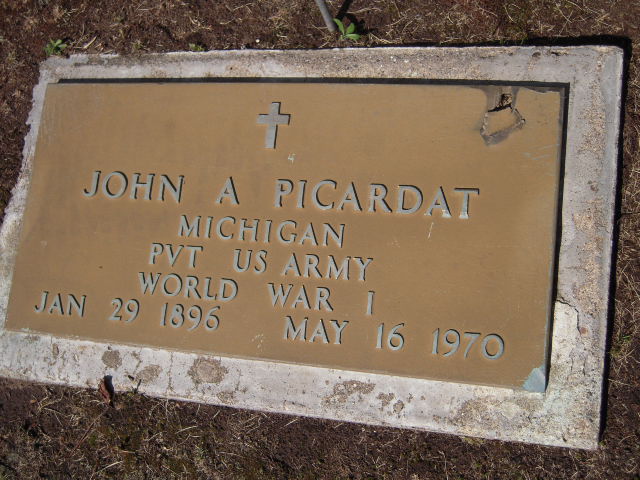 JOHN A PICARDAT
MICHIGAN
PVT US ARMY
WORLD WAR I
JAN 29 1896 MAY 16 1970